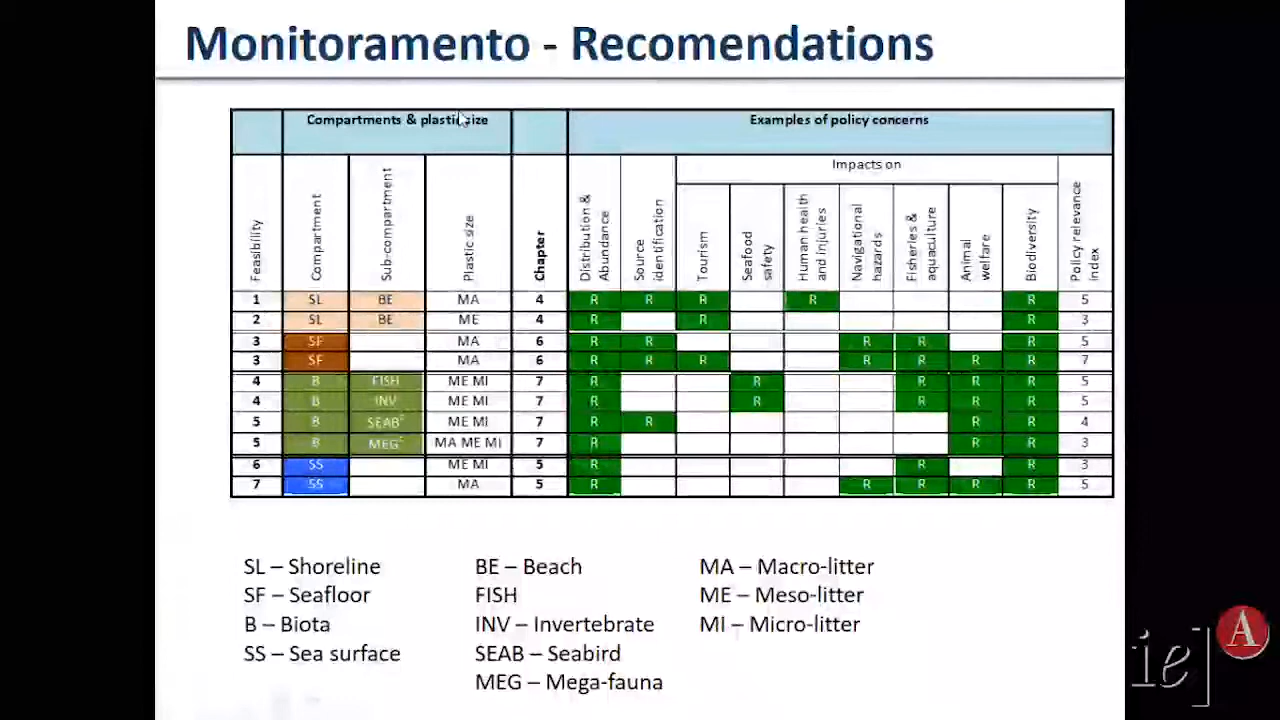 Monitoramento - Recomendations
Compartments & plastic size Examples of policy concerns
Impacts on
Feasibility Compartment Sub-compartment Plastic size Chapter Distribution & Abundance Source identification Tourism Seafood safety Human health and injuries Navigational hazards Fisheries & aquaculture Animal welfare Biodiversity Policy relevance index
1 SL BE MA 4 R R R R R 5
2 SL BE ME 4 R R R 3
3 SF MA 6 R R R R R 5
3 SF MA 6 R R R R R R R 7
4 B FISH ME MI 7 R R R R R 5
4 B INV ME MI 7 R R R R R 5
5 B SEAB ME MI 7 R R R R 4
5 B MEG MA ME MI 7 R R R 3
6 SS ME MI 5 R R R 3
7 SS MA 5 R R R R R 5
SL – Shoreline BE – Beach MA – Macro-litter
SF – Seafloor FISH ME – Meso-litter
B – Biota INV – Invertebrate MI – Micro-litter
SS – Sea surface SEAB – Seabird
MEG – Mega-fauna
ie] A